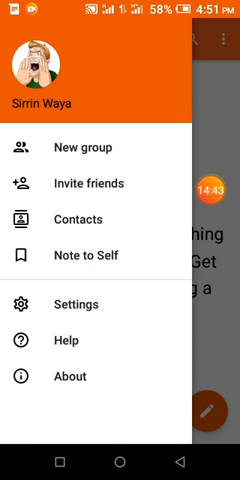 58% 4:51 PM
Sirrin Waya
New group
Invite friends
14:43
Contacts
hing
Note to Self
Get
g a
Settings
Help
About